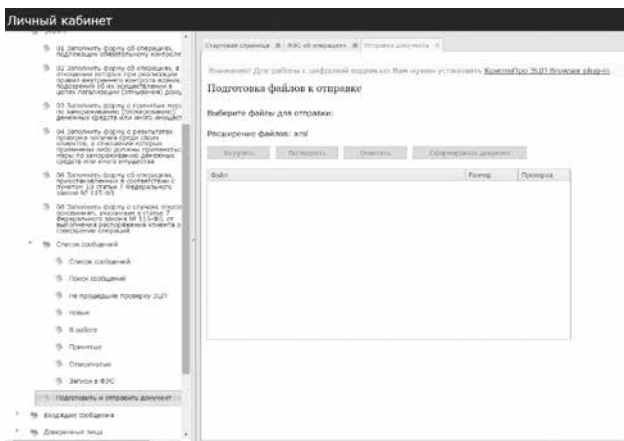 Личный кабинет
01 Заполнить форму об операциях,
подлежащих обязательному контролю
02 Заполнить форму об операциях, в
отношении которых при реализации
правил внутреннего контроля возник
подозрения об их осуществлении в
целях легализации (отмывания) дохо
03 Заполнить форму о принятых мера
по замораживанию (блокированию)
денежных средств или иного имущест
04 Заполнить форму о результатах
проверки наличия среди своих
клиентов, в отношении которых
применены либо должны применятьс
меры по замораживанию денежных
средств или иного имущества
06 Заполнить форму об операциях,
приостановленных в соответствии с
пунктом 10 статьи 7 Федерального
закона № 115-ФЗ
08 Заполнить форму о случаях отказа
основаниям, указанным в статье 7
Федерального закона № 115-ФЗ, от
выполнения распоряжения клиента о
совершении операций
Список сообщений
Список сообщений
Поиск сообщений
Не прошедшие проверку ЭЦП
Новые
В работе
Принятые
Отвергнутые
Записи в ФЭС
Подготовить и отправить документ
Входящие сообщения
Доверенные лица
Стартовая страница
ФЭС об операциях
Отправка документа
Внимание! Для работы с цифровой подписью Вам нужно установить КриптоПро ЭЦП Browser plug-in
Подготовка файлов к отправке
Выберите файлы для отправки:
Расширение файлов: xml
Загрузить
Подписать
Очистить
Сформировать документ
Файл Размер Проверка